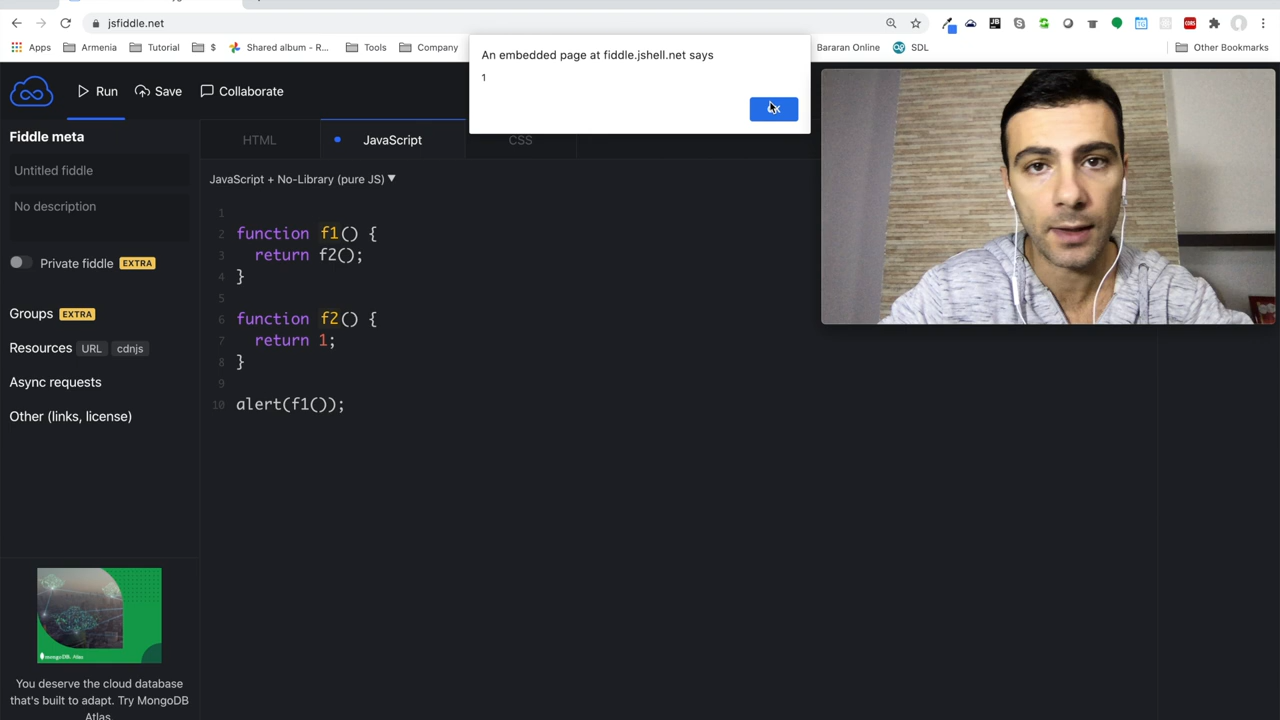 jsfiddle.net
Apps Armenia Tutorial $ Shared album - R... Tools Company Bararan Online SDL Other Bookmarks
An embedded page at fiddle.jshell.net says
1
Run Save Collaborate
Fiddle meta
Untitled fiddle
No description
Private fiddle EXTRA
Groups EXTRA
Resources URL cdnjs
Async requests
Other (links, license)
HTML JavaScript CSS
JavaScript + No-Library (pure JS)
1
2 function f1() {
3 return f2();
4 }
5
6 function f2() {
7 return 1;
8 }
9
10 alert(f1());
mongoDB. Atlas
You deserve the cloud database
that's built to adapt. Try MongoDB
Atlas.